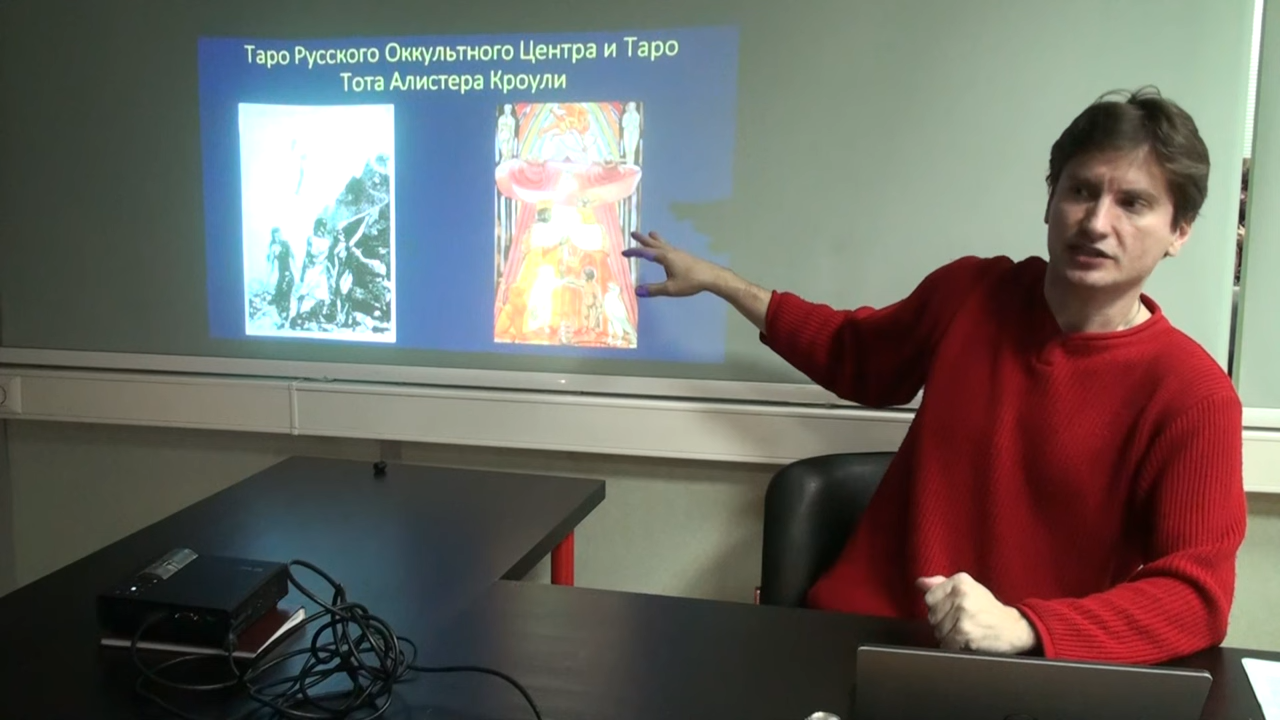 Таро Русского Оккультного Центра и Таро
Тота Алистера Кроули